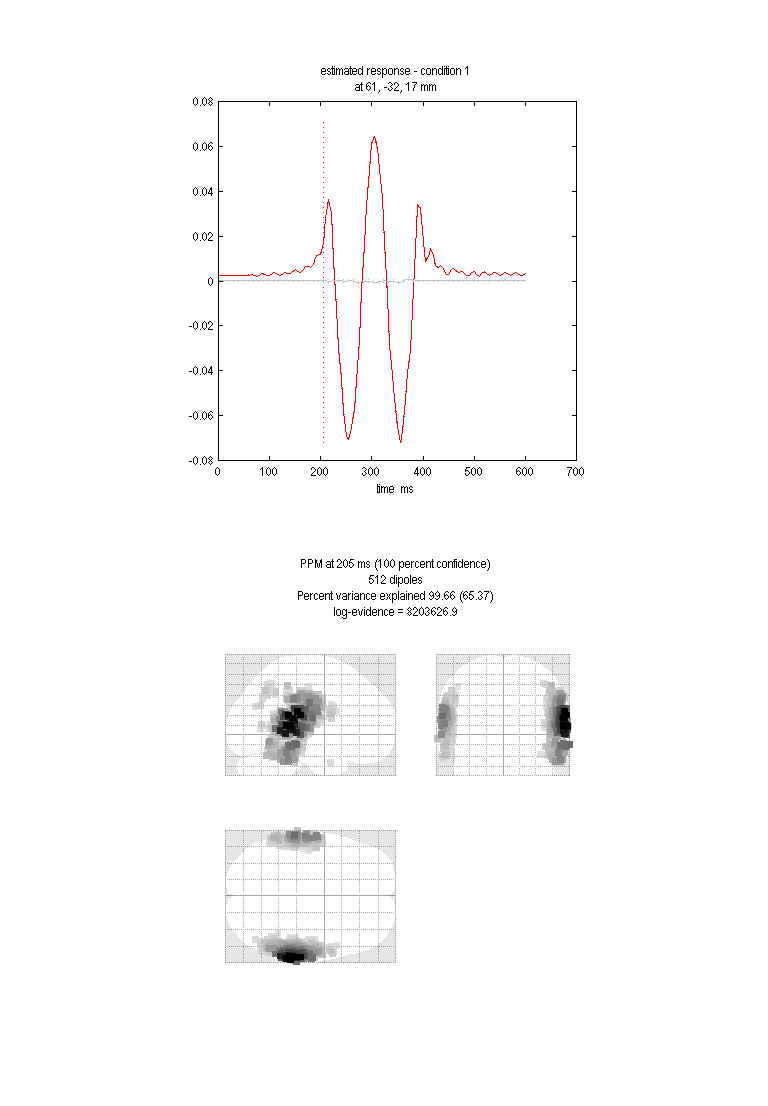 estimated response - condition 1
at 61, -32, 17 mm
0.08
0.06
0.04
0.02
0
-0.02
-0.04
-0.06
-0.08
0 100 200 300 400 500 600 700
time ms
PPM at 205 ms (100 percent confidence)
512 dipoles
Percent variance explained 99.66 (65.37)
log-evidence = 8203626.9